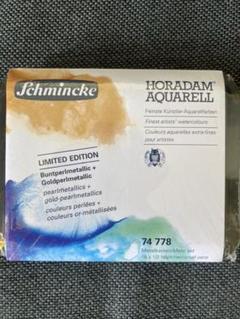 Schmincke
HORADAM®
AQUARELL
Feinste Künstler-Aquarellfarben
Finest artists' watercolours
Couleurs aquarelles extra-fines
pour artistes
LIMITED EDITION
Buntperlmetallic +
Goldperlmetallic
pearlmetallics +
gold-pearlmetallics
couleurs perlées +
couleurs or-métallisées
74 778